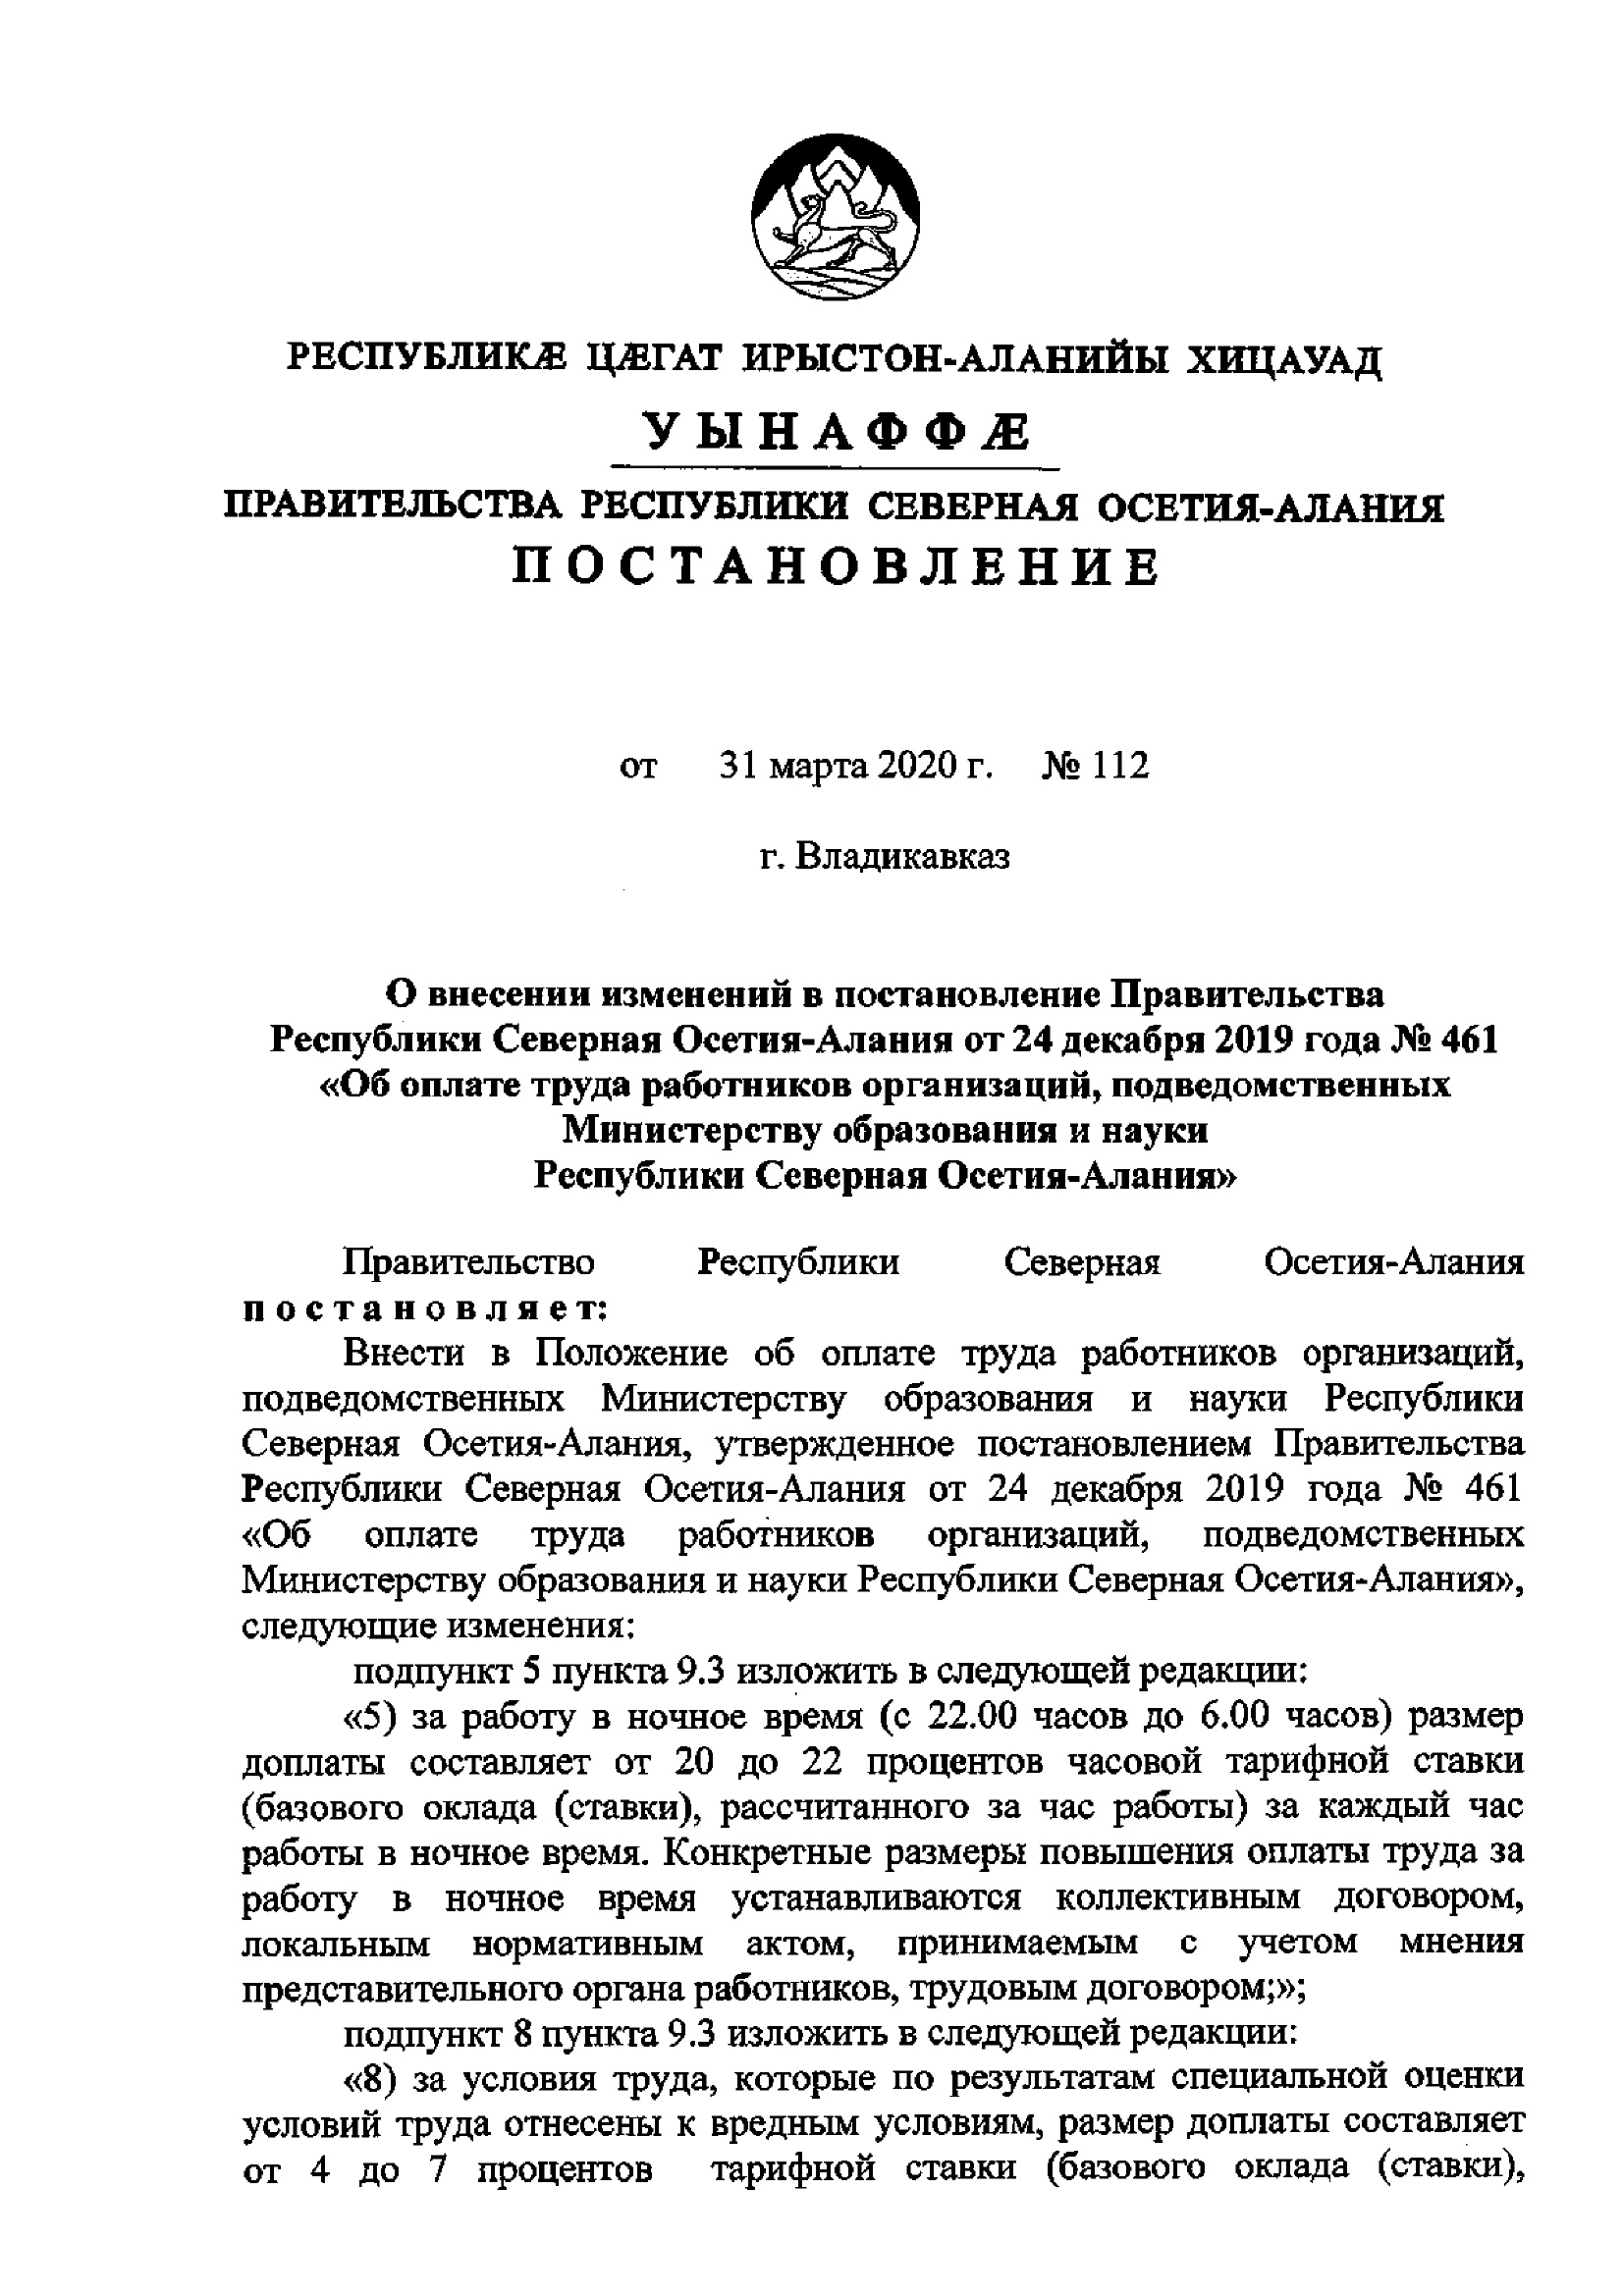 РЕСПУБЛИКÆ ЦÆГАТ ИРЫСТОН-АЛАНИЙЫ ХИЦАУАД
УЫНАФФÆ
ПРАВИТЕЛЬСТВА РЕСПУБЛИКИ СЕВЕРНАЯ ОСЕТИЯ-АЛАНИЯ
ПОСТАНОВЛЕНИЕ
от 31 марта 2020 г. № 112
г. Владикавказ
О внесении изменений в постановление Правительства
Республики Северная Осетия-Алания от 24 декабря 2019 года № 461
«Об оплате труда работников организаций, подведомственных
Министерству образования и науки
Республики Северная Осетия-Алания»
Правительство Республики Северная Осетия-Алания
постановляет:
Внести в Положение об оплате труда работников организаций,
подведомственных Министерству образования и науки Республики
Северная Осетия-Алания, утвержденное постановлением Правительства
Республики Северная Осетия-Алания от 24 декабря 2019 года № 461
«Об оплате труда работников организаций, подведомственных
Министерству образования и науки Республики Северная Осетия-Алания»,
следующие изменения:
подпункт 5 пункта 9.3 изложить в следующей редакции:
«5) за работу в ночное время (с 22.00 часов до 6.00 часов) размер
доплаты составляет от 20 до 22 процентов часовой тарифной ставки
(базового оклада (ставки), рассчитанного за час работы) за каждый час
работы в ночное время. Конкретные размеры повышения оплаты труда за
работу в ночное время устанавливаются коллективным договором,
локальным нормативным актом, принимаемым с учетом мнения
представительного органа работников, трудовым договором;»;
подпункт 8 пункта 9.3 изложить в следующей редакции:
«8) за условия труда, которые по результатам специальной оценки
условий труда отнесены к вредным условиям, размер доплаты составляет
от 4 до 7 процентов тарифной ставки (базового оклада (ставки),